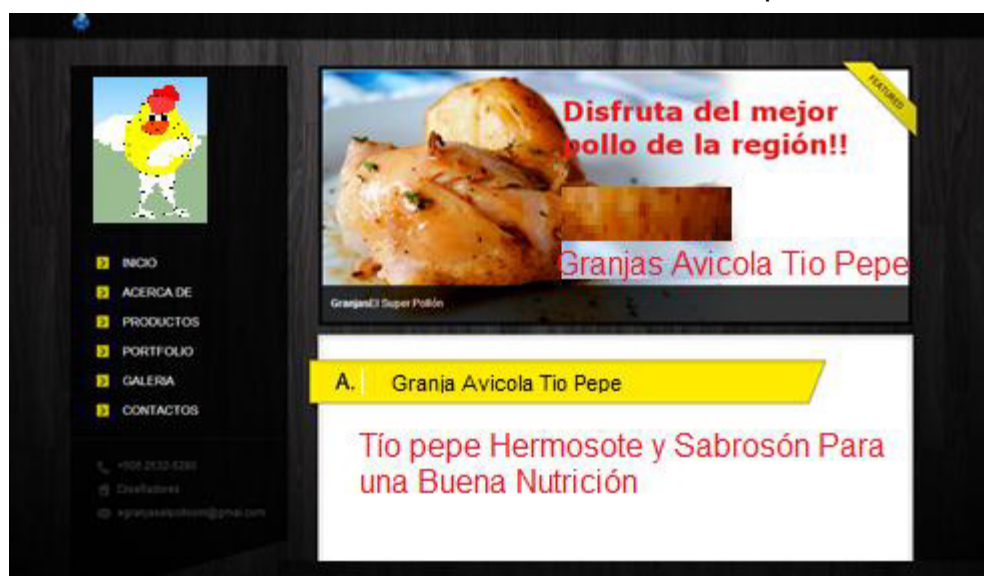 INICIO
ACERCA DE
PRODUCTOS
PORTFOLIO
GALERIA
CONTACTOS
Diseñadores
FEATURED
Disfruta del mejor
pollo de la región!!
Granjas Avicola Tio Pepe
GranjasEl Super Pollón
A. Granja Avicola Tio Pepe
Tío pepe Hermosote y Sabrosón Para
una Buena Nutrición